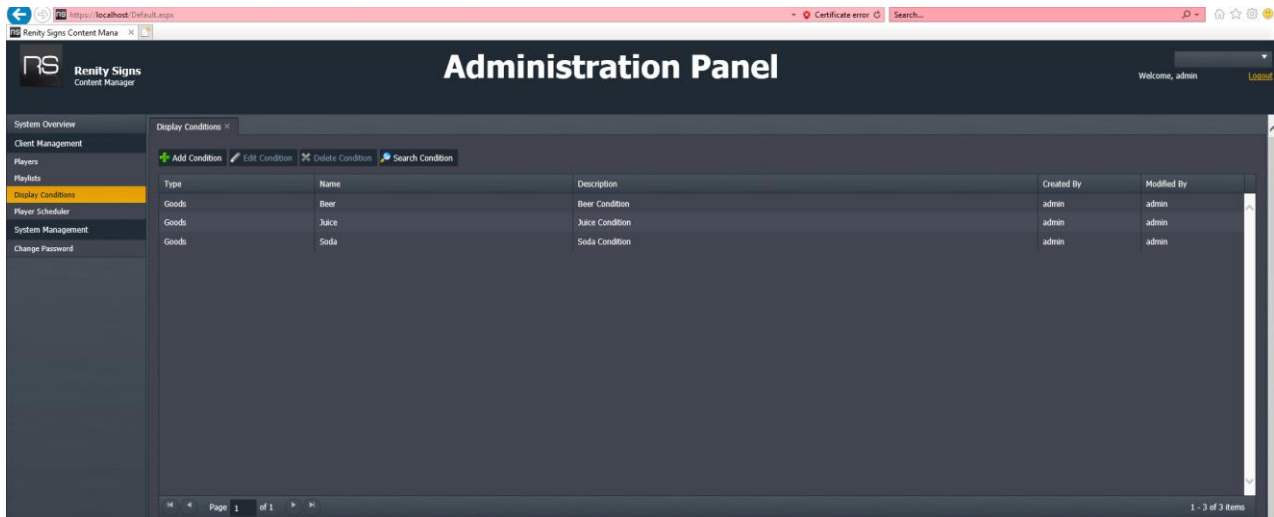 https://localhost/Default.aspx Certificate error Search...
Renity Signs Content Mana
RS Renity Signs
Content Manager
Administration Panel
Welcome, admin Logout
System Overview
Client Management
Players
Playlists
Display Conditions
Player Scheduler
System Management
Change Password
Display Conditions
Add Condition Edit Condition Delete Condition Search Condition
Type Name Description Created By Modified By
Goods Beer Beer Condition admin admin
Goods Juice Juice Condition admin admin
Goods Soda Soda Condition admin admin
Page 1 of 1 1 - 3 of 3 items